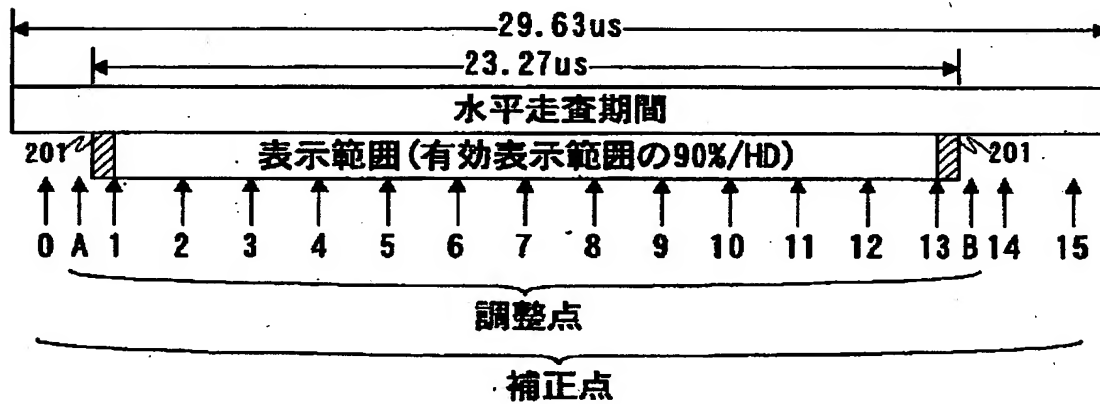 29.63us
23.27us
水平走査期間
201 表示範囲(有効表示範囲の90%/HD) 201
0 A 1 2 3 4 5 6 7 8 9 10 11 12 13 B 14 15
調整点
補正点